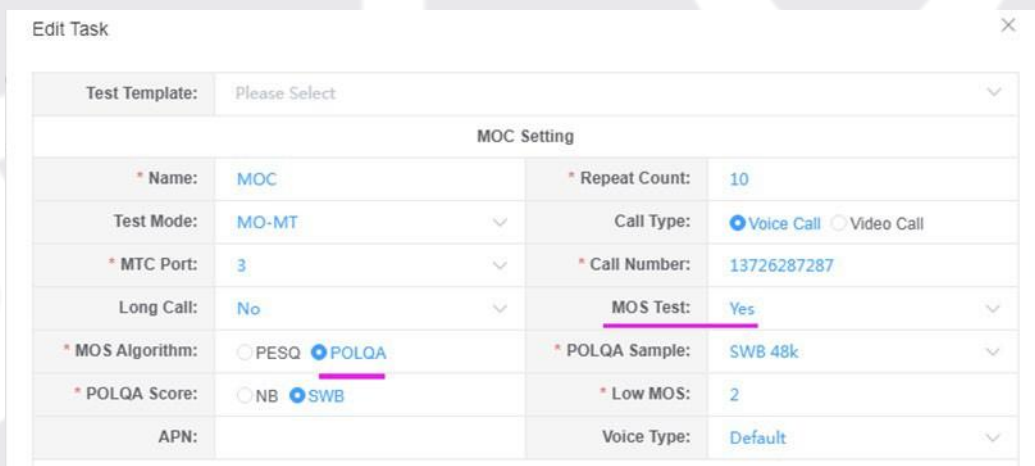 Edit Task
Test Template: Please Select
MOC Setting
* Name: MOC * Repeat Count: 10
Test Mode: MO-MT Call Type: Voice Call Video Call
* MTC Port: 3 * Call Number: 13726287287
Long Call: No MOS Test: Yes
* MOS Algorithm: PESQ POLQA * POLQA Sample: SWB 48k
* POLQA Score: NB SWB * Low MOS: 2
APN: Voice Type: Default